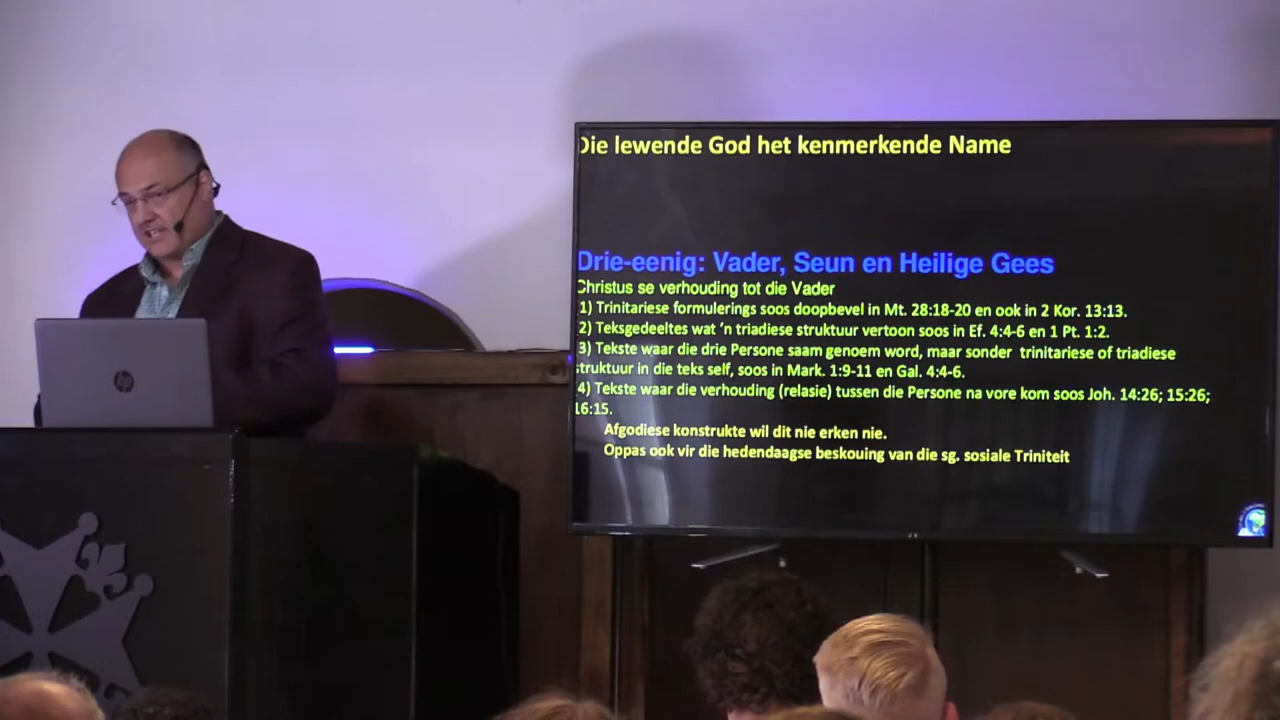 Die lewende God het kenmerkende Name
Drie-eenig: Vader, Seun en Heilige Gees
Christus se verhouding tot die Vader
1) Trinitariese formulerings soos doopbevel in Mt. 28:18-20 en ook in 2 Kor. 13:13.
2) Teksgedeeltes wat ’n triadiese struktuur vertoon soos in Ef. 4:4-6 en 1 Pt. 1:2.
3) Tekste waar die drie Persone saam genoem word, maar sonder trinitariese of triadiese
struktuur in die teks self, soos in Mark. 1:9-11 en Gal. 4:4-6.
4) Tekste waar die verhouding (relasie) tussen die Persone na vore kom soos Joh. 14:26; 15:26;
16:15.
Afgodiese konstrukte wil dit nie erken nie.
Oppas ook vir die hedendaagse beskouing van die sg. sosiale Triniteit
hp